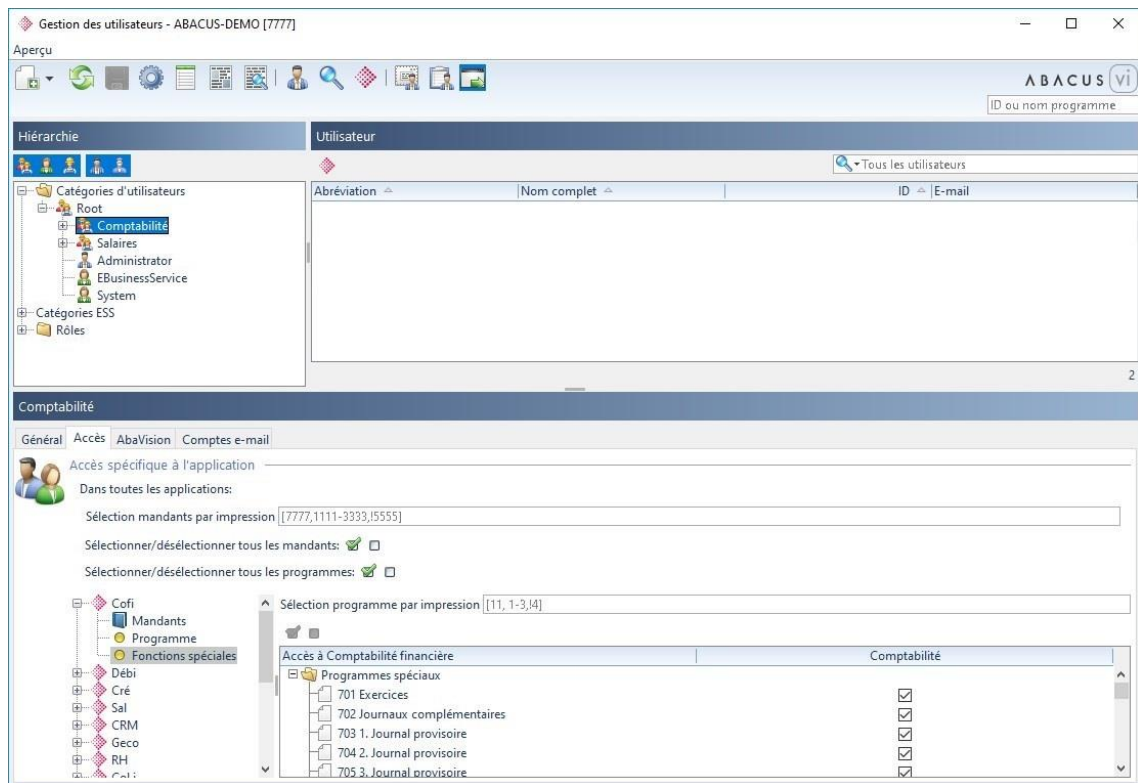 Gestion des utilisateurs - ABACUS-DEMO [7777]
Aperçu
ABACUS vi
ID ou nom programme
Hiérarchie
Utilisateur
Tous les utilisateurs
Abréviation Nom complet ID E-mail
Catégories d'utilisateurs
Root
Comptabilité
Salaires
Administrator
EBusinessService
System
Catégories ESS
Rôles
2
Comptabilité
Général Accès AbaVision Comptes e-mail
Accès spécifique à l'application
Dans toutes les applications:
Sélection mandants par impression [7777,1111-3333,!5555]
Sélectionner/désélectionner tous les mandants:
Sélectionner/désélectionner tous les programmes:
Cofi
Mandants
Programme
Fonctions spéciales
Débi
Cré
Sal
CRM
Geco
RH
Sélection programme par impression [11, 1-3,!4]
Accès à Comptabilité financière Comptabilité
Programmes spéciaux
701 Exercices
702 Journaux complémentaires
703 1. Journal provisoire
704 2. Journal provisoire
705 3. Journal provisoire